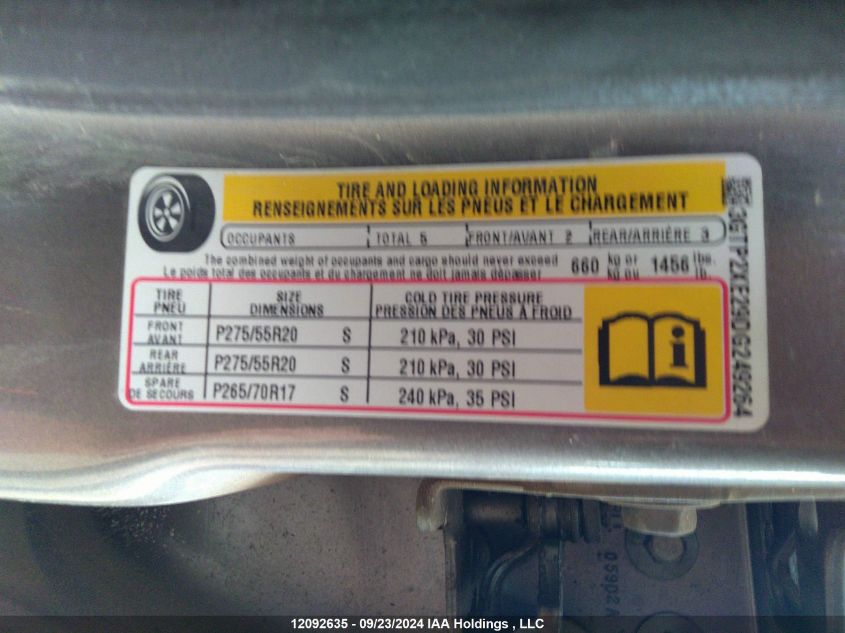 TIRE AND LOADING INFORMATION
RENSEIGNEMENTS SUR LES PNEUS ET LE CHARGEMENT
OCCUPANTS TOTAL 5 FRONT/AVANT 2 REAR/ARRIÈRE 3
The combined weight of occupants and cargo should never exceed 660 kg or 1456 lbs.
Le poids total des occupants et du chargement ne doit jamais dépasser kg ou lb.
TIRE SIZE COLD TIRE PRESSURE
PNEU DIMENSIONS PRESSION DES PNEUS À FROID
FRONT
AVANT P275/55R20 S 210 kPa, 30 PSI
REAR
ARRIÈRE P275/55R20 S 210 kPa, 30 PSI
SPARE
DE SECOURS P265/70R17 S 240 kPa, 35 PSI
3GTP2XKE29DG249264
05902A
12092635 - 09/23/2024 IAA Holdings , LLC